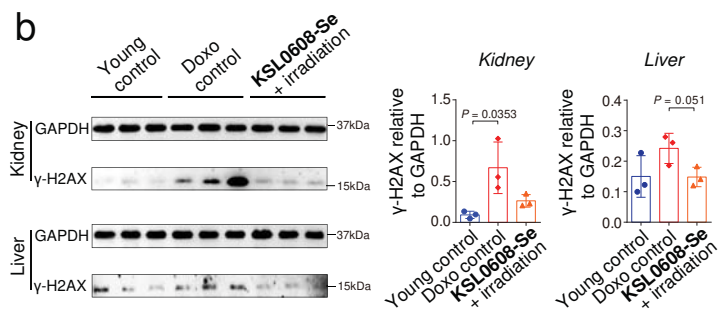 b
Young
control
Doxo
control
KSL0608-Se
+ irradiation
Kidney
GAPDH
37kDa
γ-H2AX
15kDa
Liver
GAPDH
37kDa
γ-H2AX
15kDa
Kidney
γ-H2AX relative
to GAPDH
1.5
1.0
0.5
0.0
P = 0.0353
Young control
Doxo control
KSL0608-Se
+ irradiation
Liver
γ-H2AX relative
to GAPDH
0.4
0.3
0.2
0.1
0.0
P = 0.051
Young control
Doxo control
KSL0608-Se
+ irradiation